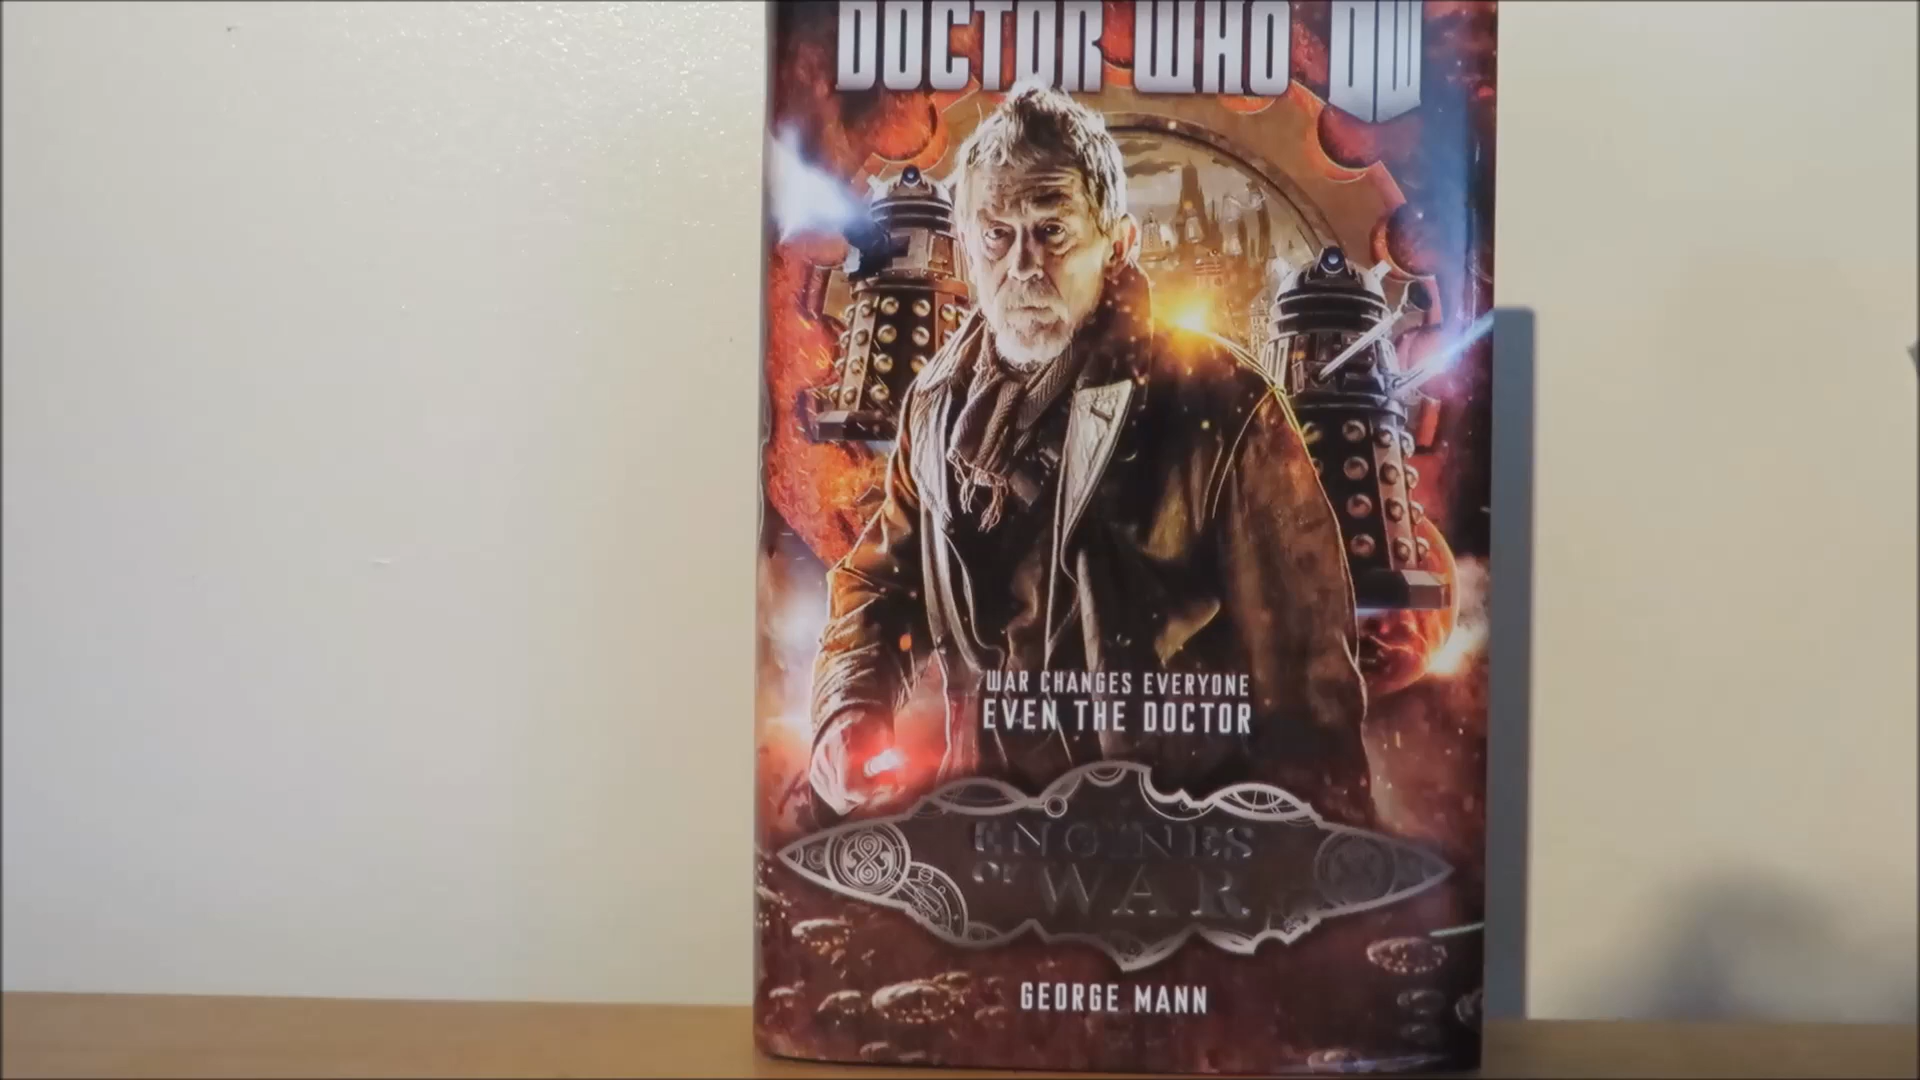 DOCTOR WHO DW
WAR CHANGES EVERYONE
EVEN THE DOCTOR
ENGINES
OF WAR
GEORGE MANN